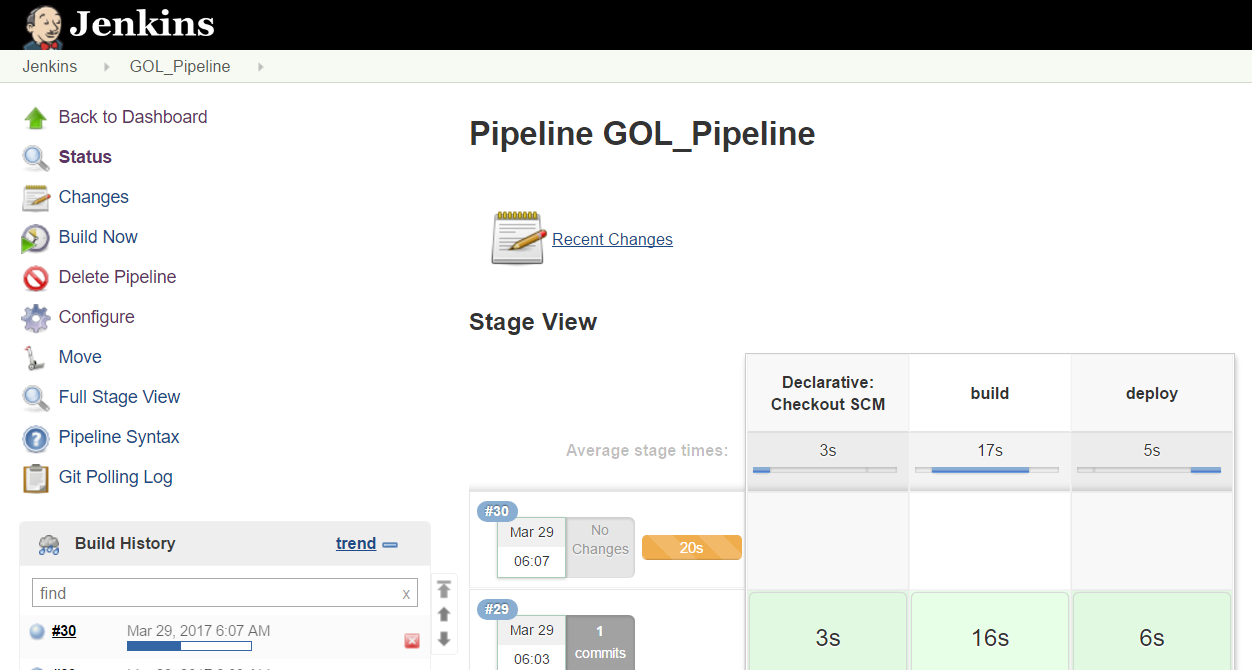 Jenkins
Jenkins
GOL_Pipeline
Back to Dashboard
Status
Changes
Build Now
Delete Pipeline
Configure
Move
Full Stage View
Pipeline Syntax
Git Polling Log
Build History
trend
find
x
#30
Mar 29, 2017 6:07 AM
Pipeline GOL_Pipeline
Recent Changes
Stage View
Declarative:
Checkout SCM
build
deploy
Average stage times:
3s
17s
5s
#30
Mar 29
06:07
No
Changes
20s
#29
Mar 29
06:03
1
commits
3s
16s
6s